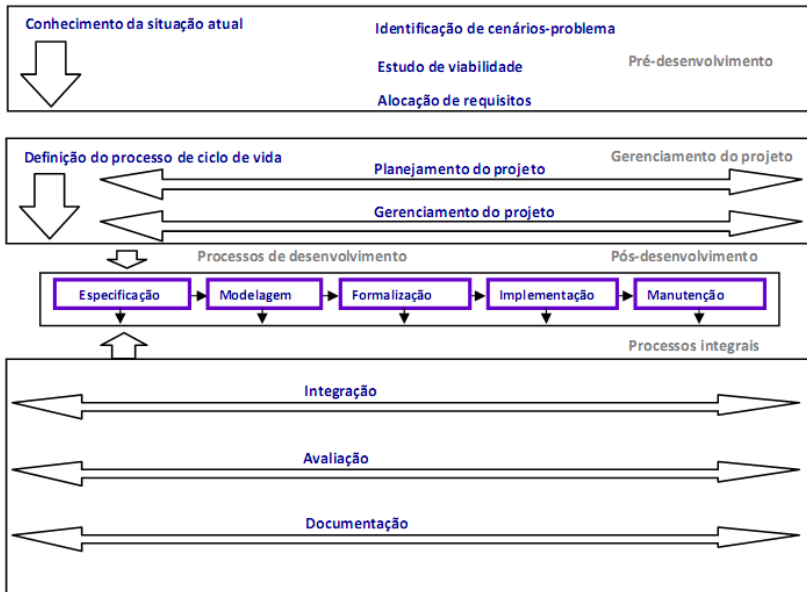 Conhecimento da situação atual
Identificação de cenários-problema
Estudo de viabilidade
Pré-desenvolvimento
Alocação de requisitos
Definição do processo de ciclo de vida
Gerenciamento do projeto
Planejamento do projeto
Gerenciamento do projeto
Processos de desenvolvimento
Pós-desenvolvimento
Especificação
Modelagem
Formalização
Implementação
Manutenção
Processos integrais
Integração
Avaliação
Documentação